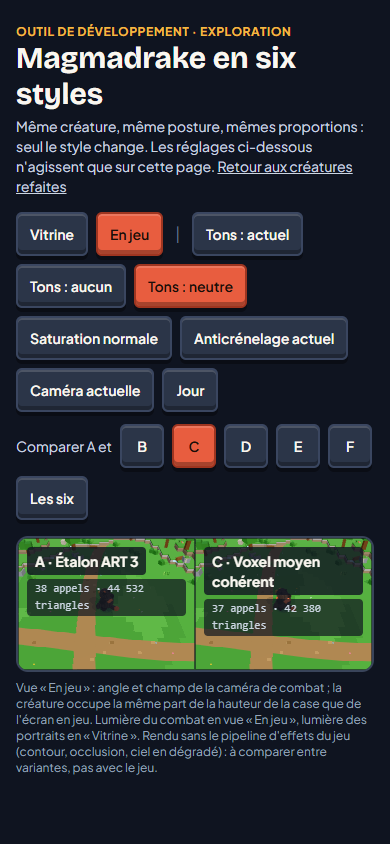 OUTIL DE DÉVELOPPEMENT · EXPLORATION
Magmadrake en six
styles
Même créature, même posture, mêmes proportions :
seul le style change. Les réglages ci-dessous
n'agissent que sur cette page. Retour aux créatures
refaites
Vitrine En jeu | Tons : actuel
Tons : aucun Tons : neutre
Saturation normale Anticrénelage actuel
Caméra actuelle Jour
Comparer A et B C D E F
Les six
A · Étalon ART 3
38 appels · 44 532
triangles
C · Voxel moyen
cohérent
37 appels · 42 380
triangles
Vue « En jeu » : angle et champ de la caméra de combat ; la
créature occupe la même part de la hauteur de la case que de
l'écran en jeu. Lumière du combat en vue « En jeu », lumière des
portraits en « Vitrine ». Rendu sans le pipeline d'effets du jeu
(contour, occlusion, ciel en dégradé) : à comparer entre
variantes, pas avec le jeu.